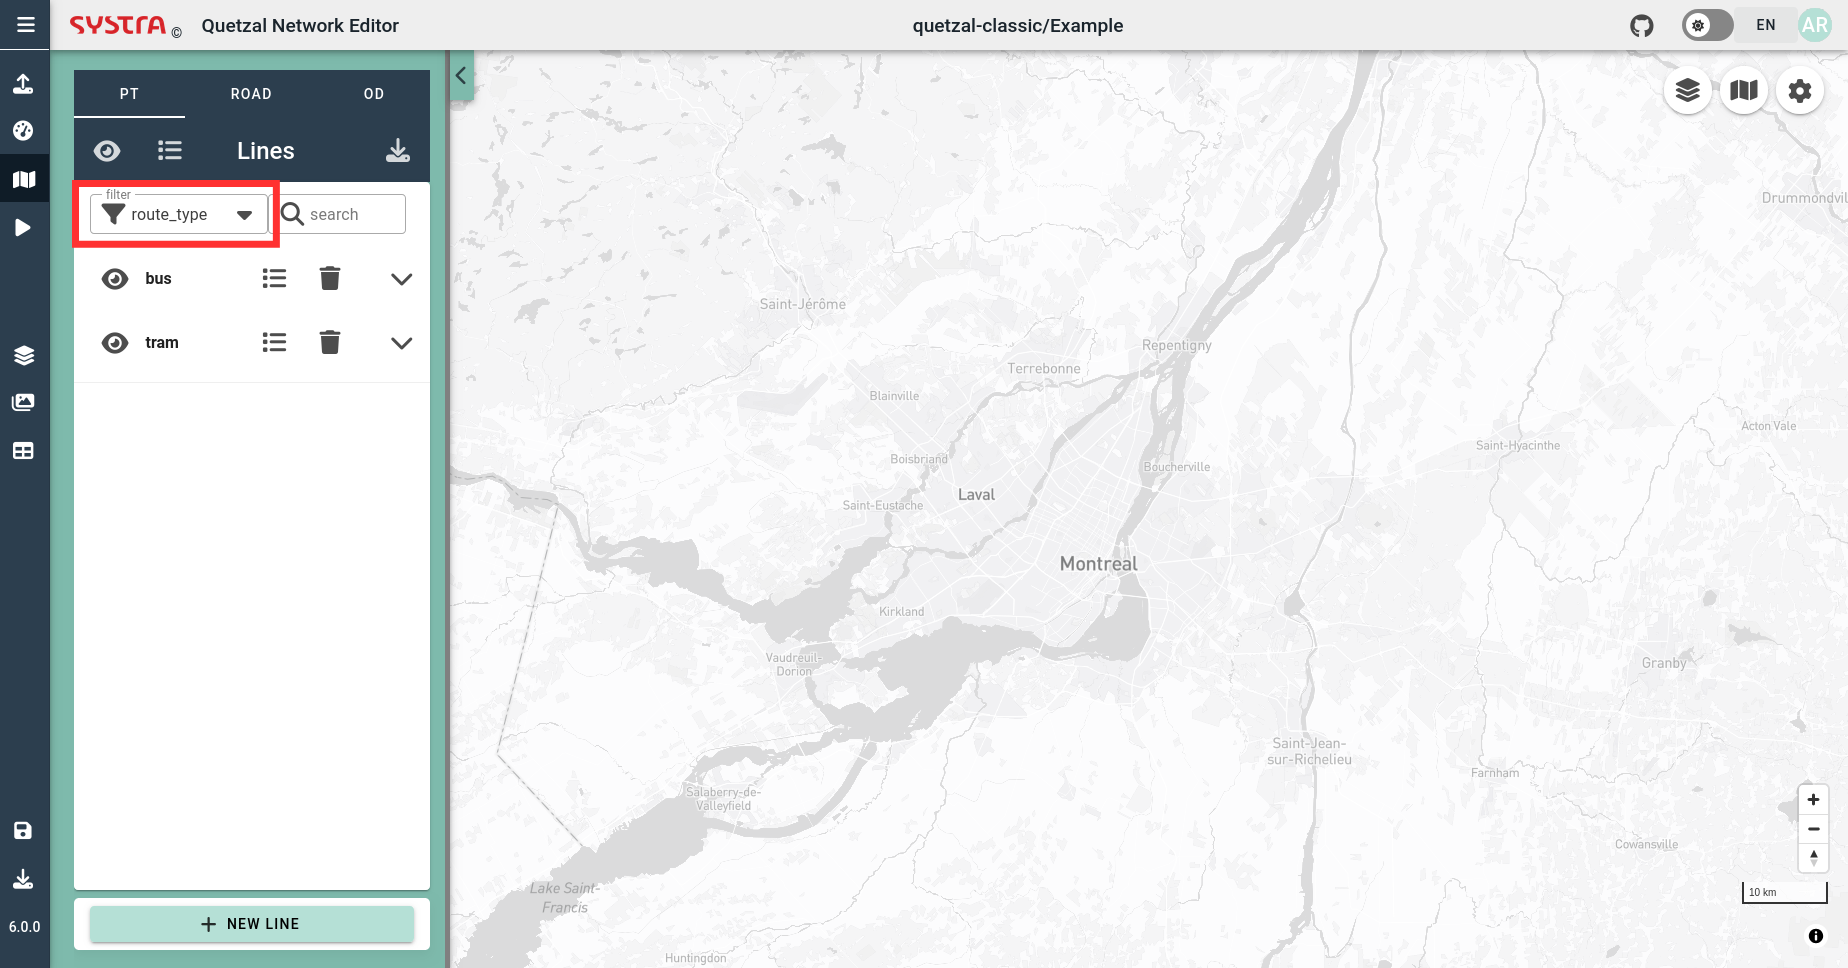 SYSTRA ©
Quetzal Network Editor
quetzal-classic/Example
EN
AR
PT
ROAD
OD
Lines
filter
route_type
search
bus
tram
NEW LINE
6.0.0
Drummondvil
Saint-Jérôme
Repentigny
Terrebonne
Blainville
Acton Vale
Saint-Hyacinthe
Boisbriand
Boucherville
Laval
Saint-Eustache
Montreal
Kirkland
Vaudreuil-
Dorion
Granby
Saint-Jean-
sur-Richelieu
Farnham
Salaberry-de-
Valleyfield
Cowansville
Lake Saint-
Francis
10 km
Huntingdon